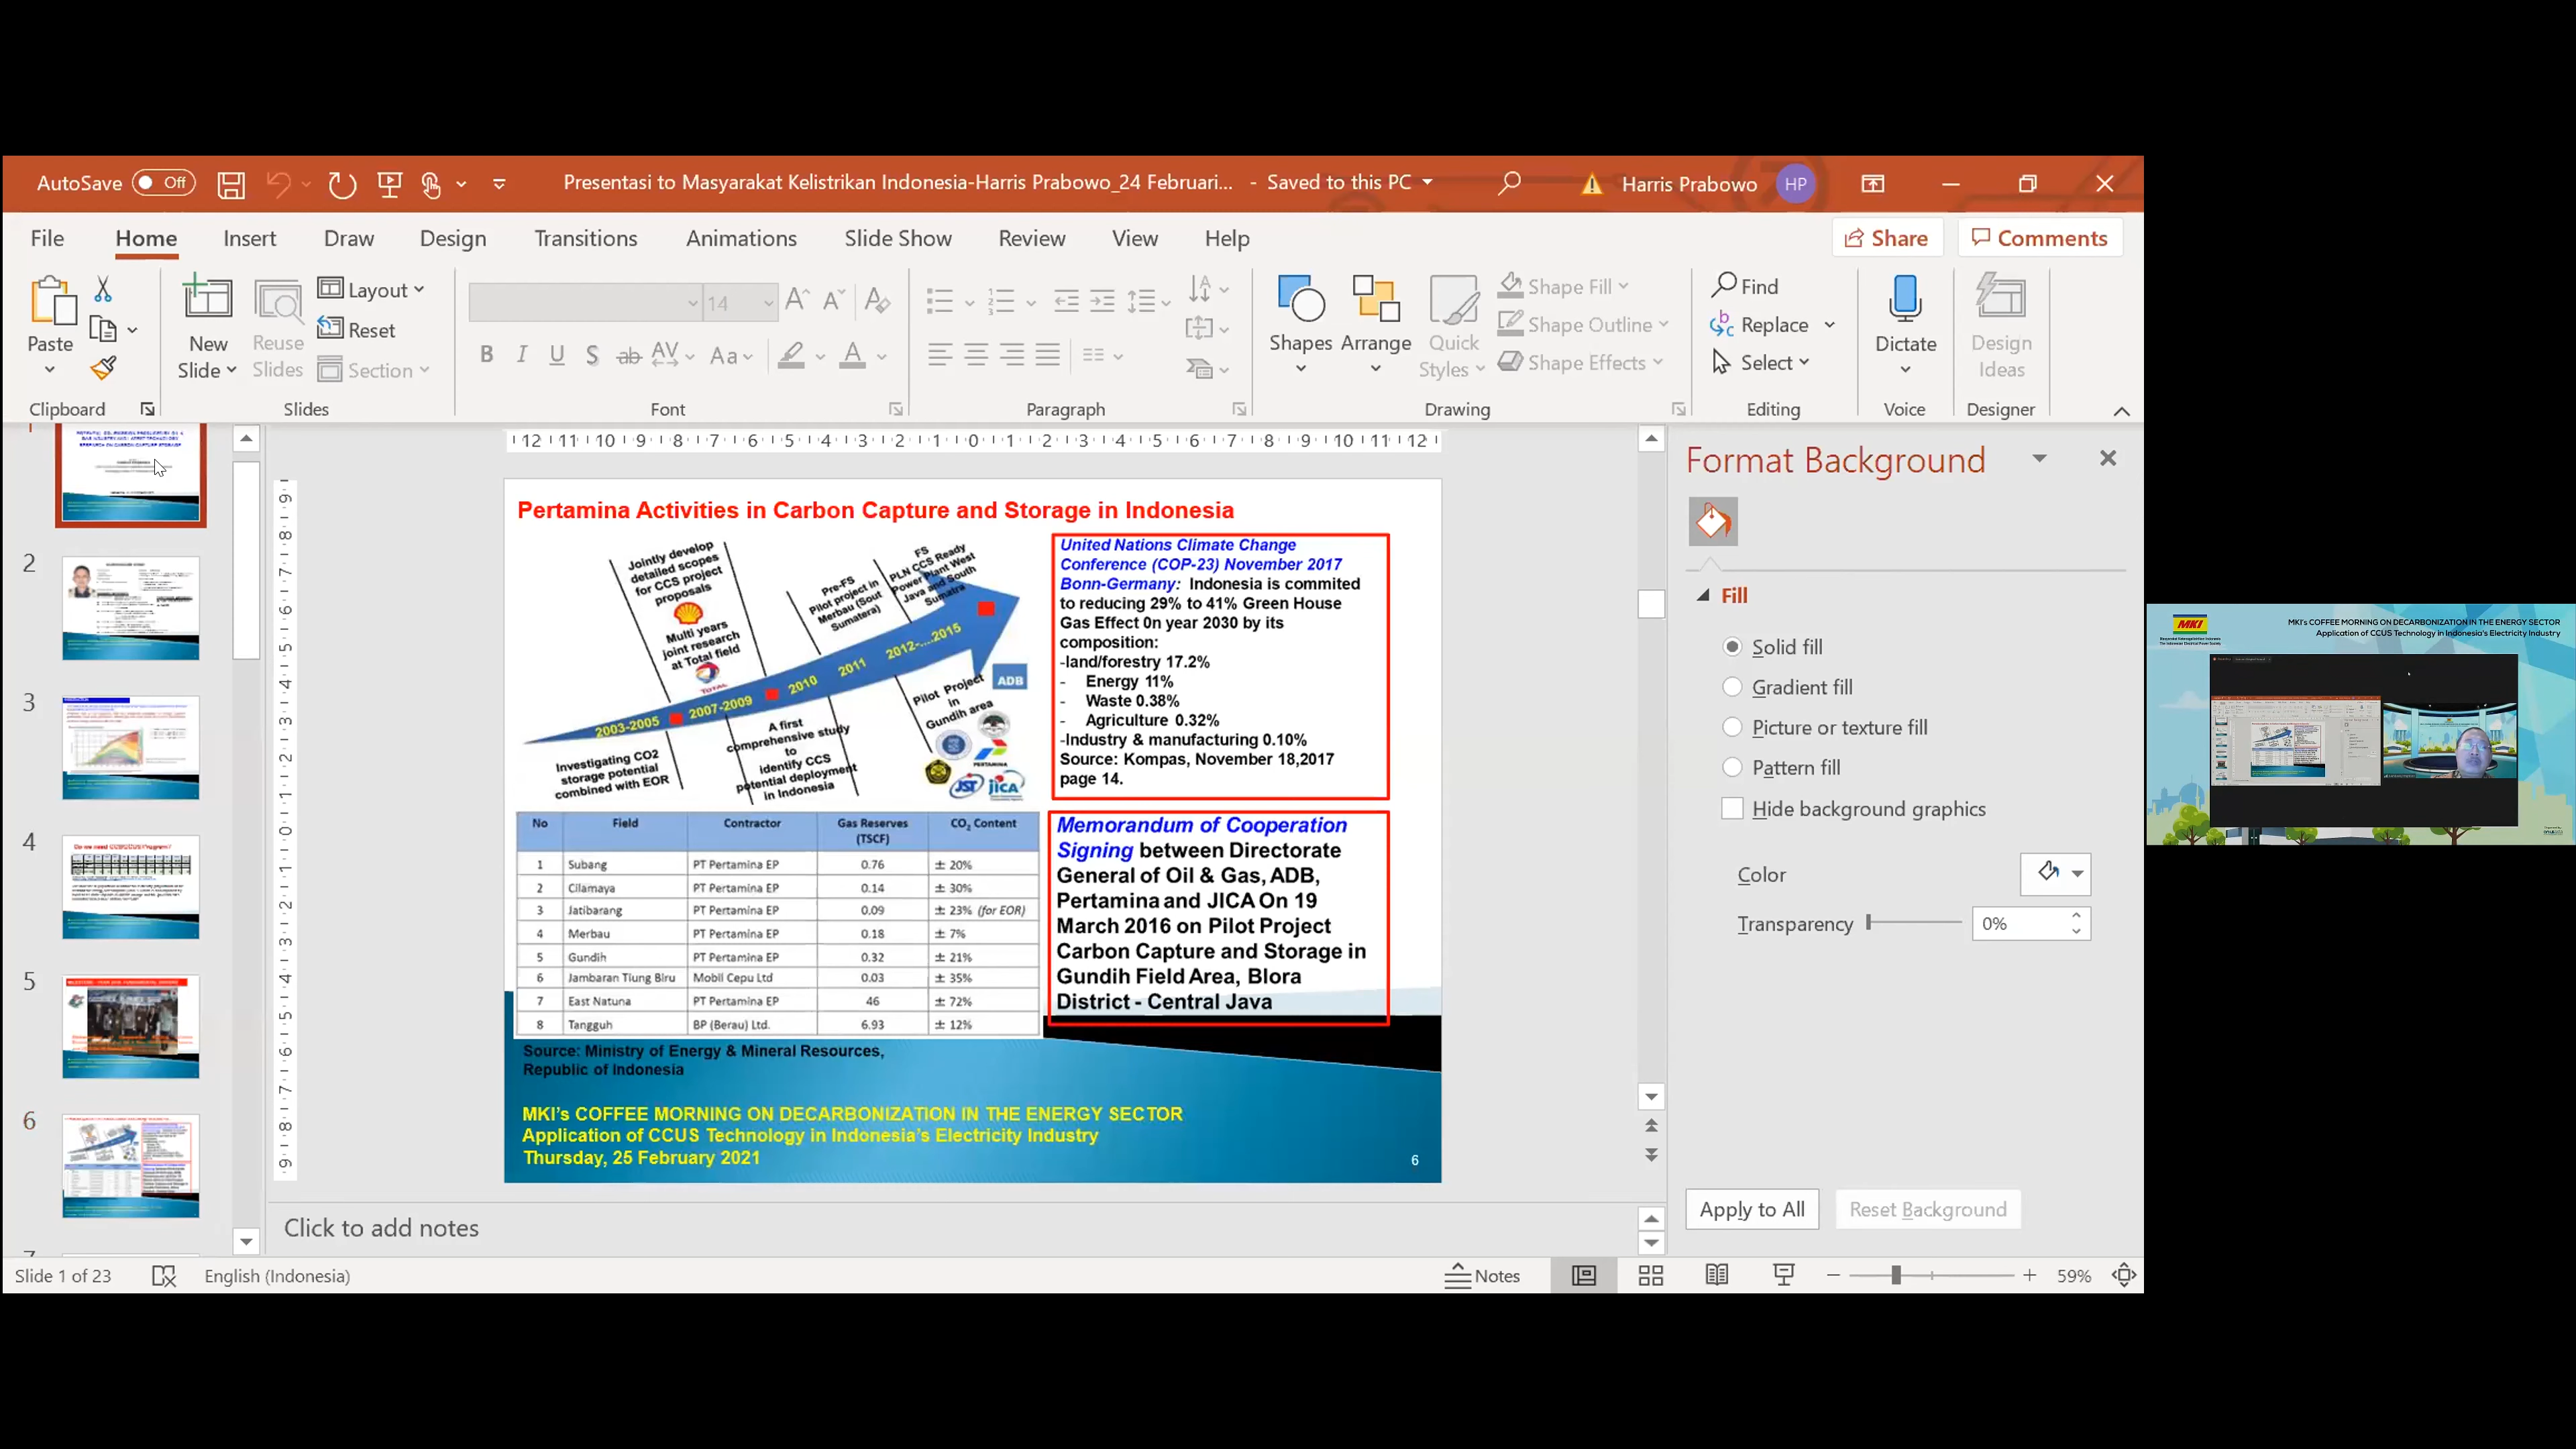 AutoSave Off Presentasi to Masyarakat Kelistrikan Indonesia-Harris Prabowo_24 Februari... - Saved to this PC Harris Prabowo HP
File Home Insert Draw Design Transitions Animations Slide Show Review View Help Share Comments
Paste
New
Slide
Reuse
Slides
Layout
Reset
Section
14
Shapes Arrange
Quick
Styles
Shape Fill
Shape Outline
Shape Effects
Find
Replace
Select
Dictate
Design
Ideas
Clipboard Slides Font Paragraph Drawing Editing Voice Designer
1
2
3
4
Do we need CCS/CCUS Program?
5
6
7
Pertamina Activities in Carbon Capture and Storage in Indonesia
Jointly develop
detailed scopes
for CCS project
proposals
Multi years
joint research
at Total field
TOTAL
Pre-FS
Pilot project in
Merbau (Sout
Sumatera)
FS
PLN CCS Ready
Power Plant West
Java and South
Sumatra
2003-2005 2007-2009 2010 2011 2012-....2015
ADB
Investigating CO2
storage potential
combined with EOR
A first
comprehensive study
to
identify CCS
potential deployment
in Indonesia
Pilot Project
in
Gundih area
PERTAMINA
JST
JICA
United Nations Climate Change
Conference (COP-23) November 2017
Bonn-Germany: Indonesia is commited
to reducing 29% to 41% Green House
Gas Effect 0n year 2030 by its
composition:
-land/forestry 17.2%
- Energy 11%
- Waste 0.38%
- Agriculture 0.32%
-Industry & manufacturing 0.10%
Source: Kompas, November 18,2017
page 14.
No Field Contractor Gas Reserves (TSCF) CO2 Content
1 Subang PT Pertamina EP 0.76 ± 20%
2 Cilamaya PT Pertamina EP 0.14 ± 30%
3 Jatibarang PT Pertamina EP 0.09 ± 23% (for EOR)
4 Merbau PT Pertamina EP 0.18 ± 7%
5 Gundih PT Pertamina EP 0.32 ± 21%
6 Jambaran Tiung Biru Mobil Cepu Ltd 0.03 ± 35%
7 East Natuna PT Pertamina EP 46 ± 72%
8 Tangguh BP (Berau) Ltd. 6.93 ± 12%
Memorandum of Cooperation
Signing between Directorate
General of Oil & Gas, ADB,
Pertamina and JICA On 19
March 2016 on Pilot Project
Carbon Capture and Storage in
Gundih Field Area, Blora
District - Central Java
Source: Ministry of Energy & Mineral Resources,
Republic of Indonesia
MKI's COFFEE MORNING ON DECARBONIZATION IN THE ENERGY SECTOR
Application of CCUS Technology in Indonesia's Electricity Industry
Thursday, 25 February 2021
6
Click to add notes
Format Background
Fill
Solid fill
Gradient fill
Picture or texture fill
Pattern fill
Hide background graphics
Color
Transparency 0%
Apply to All Reset Background
Slide 1 of 23 English (Indonesia) Notes 59%
MKI
MKI's COFFEE MORNING ON DECARBONIZATION IN THE ENERGY SECTOR
Application of CCUS Technology in Indonesia's Electricity Industry